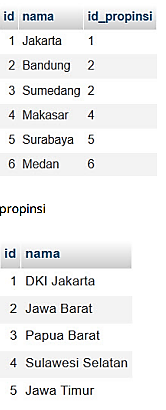 id nama id_propinsi
1 Jakarta 1
2 Bandung 2
3 Sumedang 2
4 Makasar 4
5 Surabaya 5
6 Medan 6
propinsi
id nama
1 DKI Jakarta
2 Jawa Barat
3 Papua Barat
4 Sulawesi Selatan
5 Jawa Timur